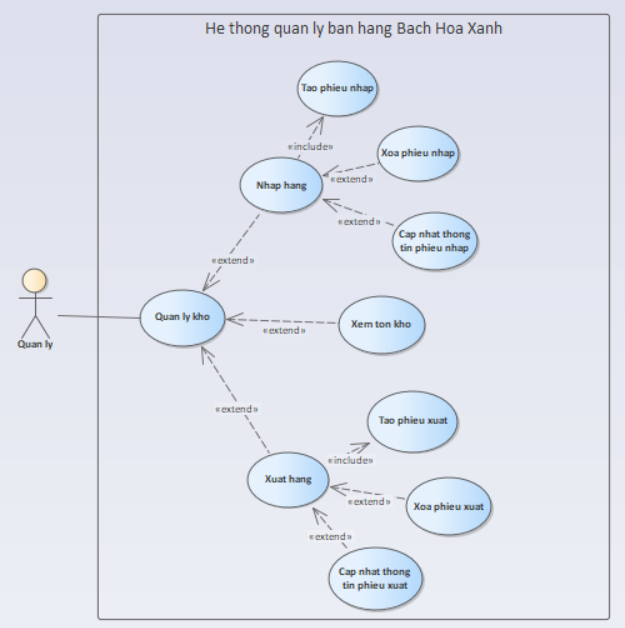 He thong quan ly ban hang Bach Hoa Xanh
Tao phieu nhap
«include»
Xoa phieu nhap
Nhap hang
«extend»
«extend»
Cap nhat thong
tin phieu nhap
«extend»
Quan ly kho
Xem ton kho
«extend»
Quan ly
«extend»
Tao phieu xuat
«include»
Xuat hang
«extend»
Xoa phieu xuat
«extend»
Cap nhat thong
tin phieu xuat